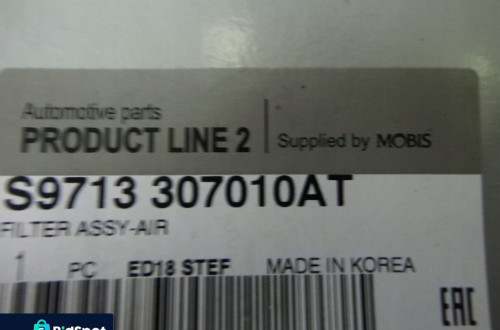 Automotive parts
PRODUCT LINE 2
Supplied by MOBIS
S9713 307010AT
FILTER ASSY-AIR
1 PC ED18 STEF MADE IN KOREA
EAC
BidSpot